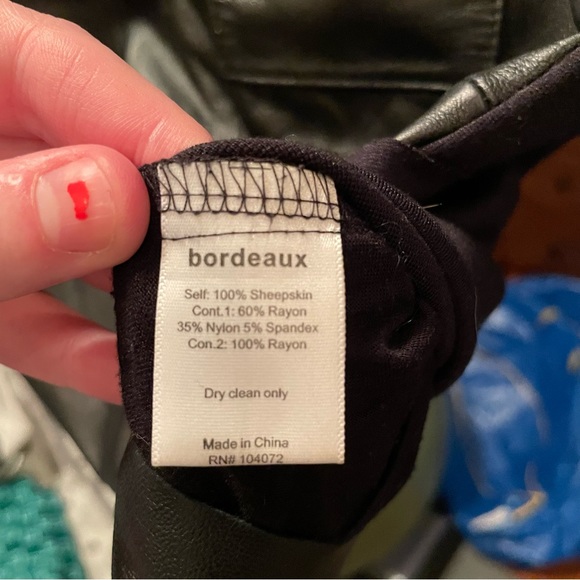 bordeaux
Self: 100% Sheepskin
Cont.1: 60% Rayon
35% Nylon 5% Spandex
Con.2: 100% Rayon
Dry clean only
Made in China
RN# 104072